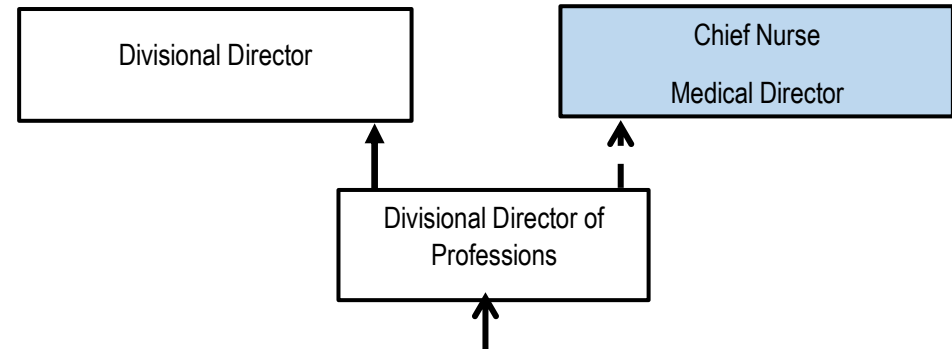 Divisional Director
Chief Nurse
Medical Director
Divisional Director of
Professions